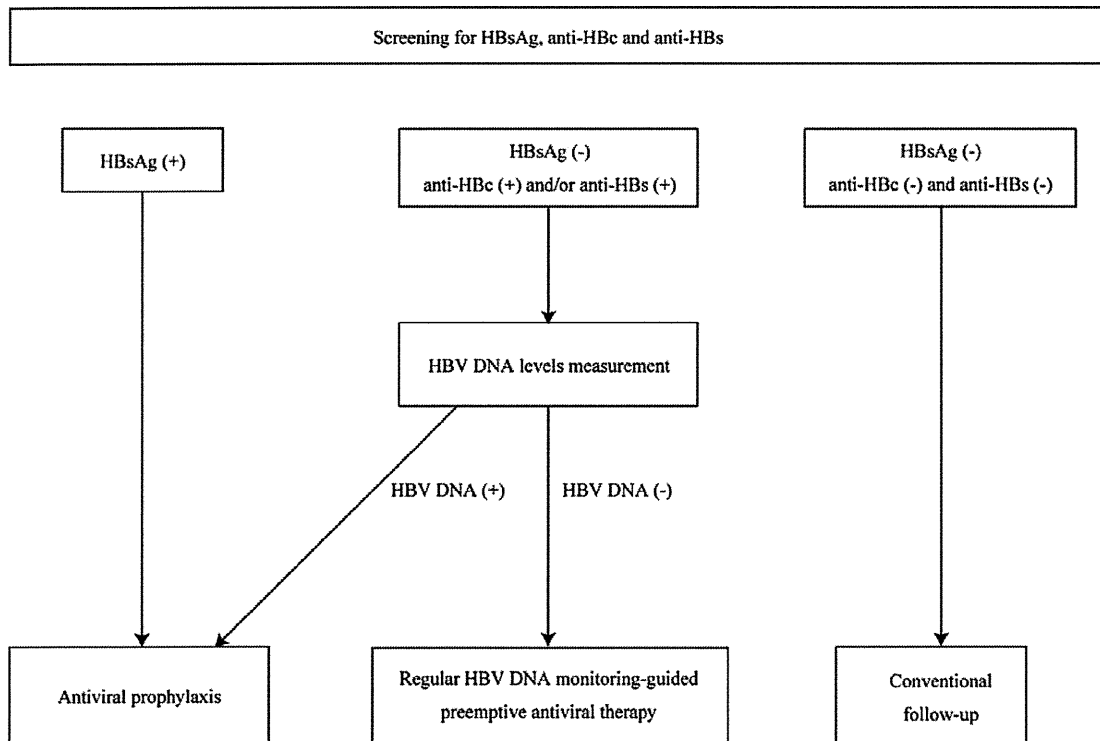 Screening for HBsAg, anti-HBc and anti-HBs
HBsAg (+)
HBsAg (-)
anti-HBc (+) and/or anti-HBs (+)
HBsAg (-)
anti-HBc (-) and anti-HBs (-)
HBV DNA levels measurement
HBV DNA (+)
HBV DNA (-)
Antiviral prophylaxis
Regular HBV DNA monitoring-guided
preemptive antiviral therapy
Conventional
follow-up